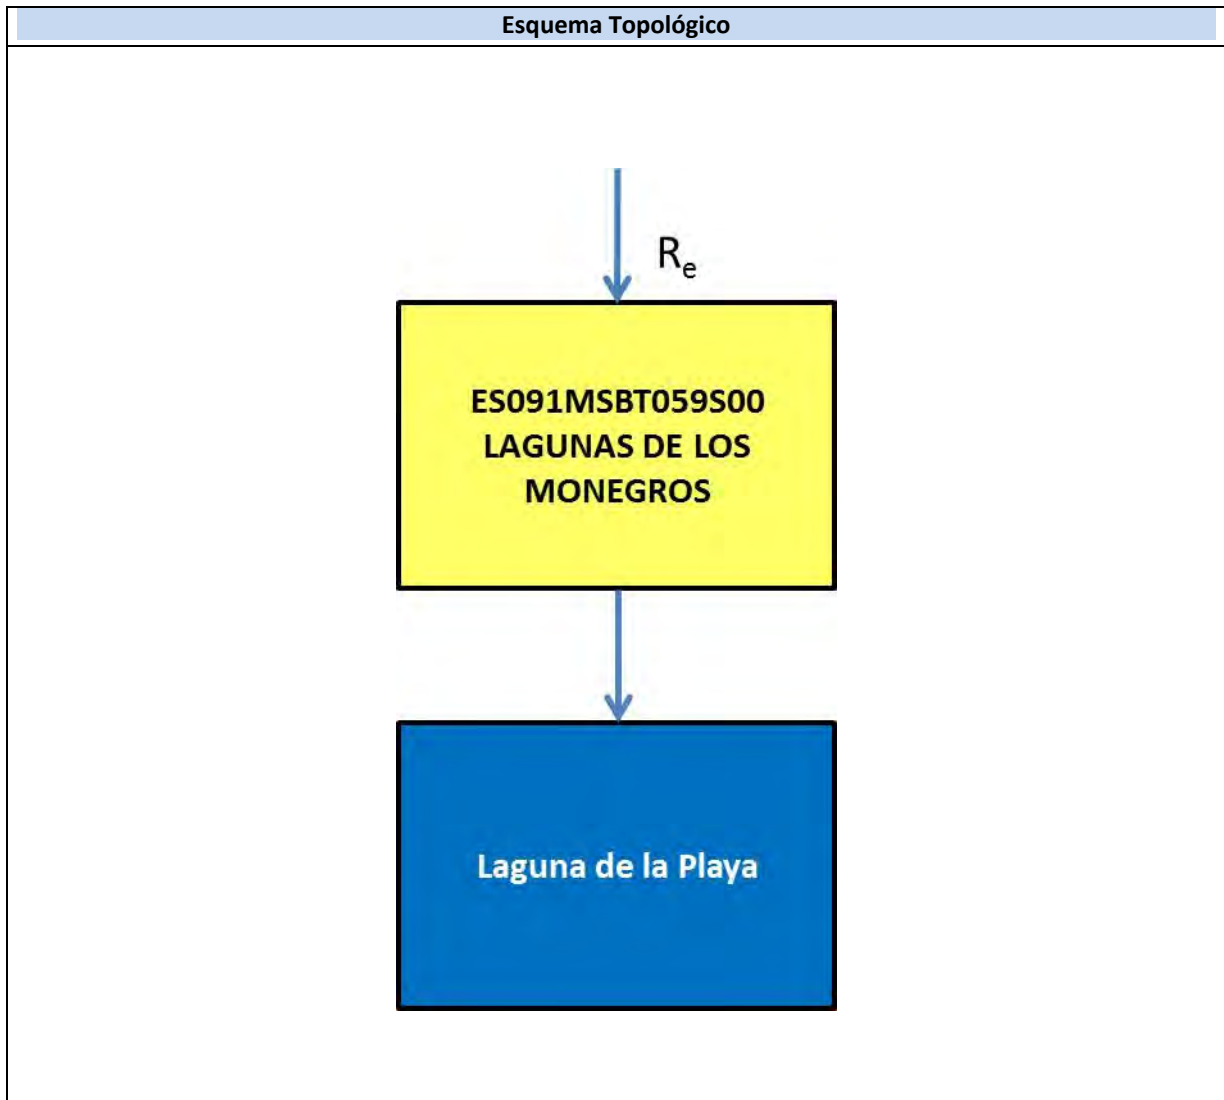 Esquema Topológico
Re
ES091MSBT059S00
LAGUNAS DE LOS
MONEGROS
Laguna de la Playa